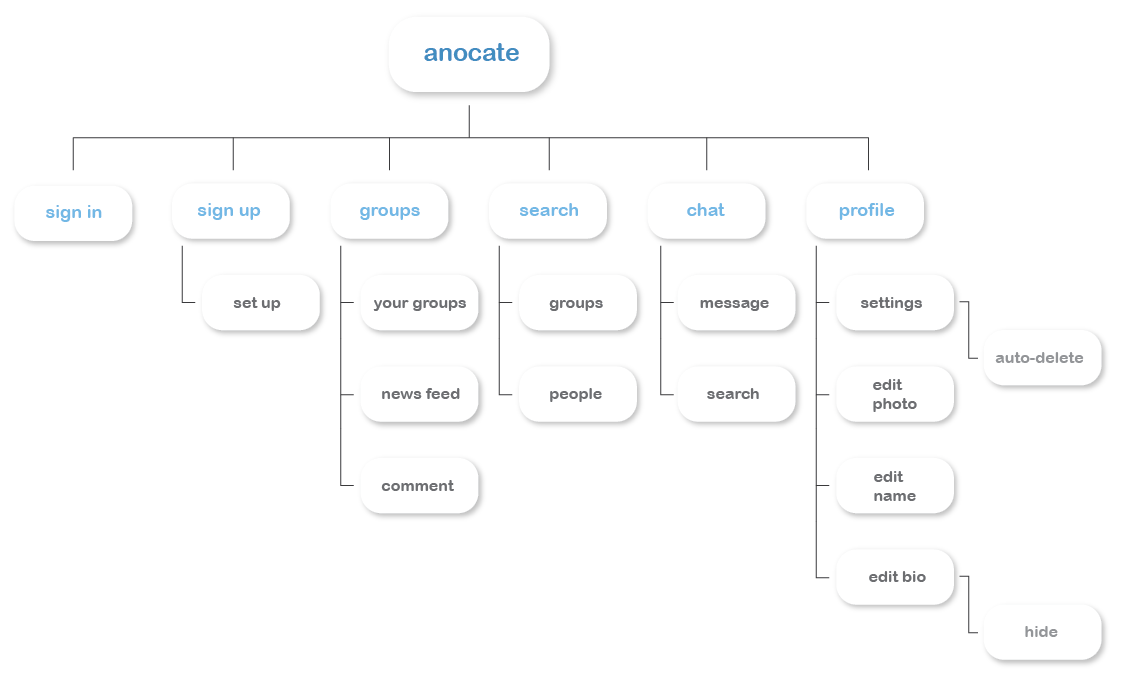 anocate
sign in
sign up
groups
search
chat
profile
set up
your groups
groups
message
settings
auto-delete
news feed
people
search
edit
photo
comment
edit
name
edit bio
hide